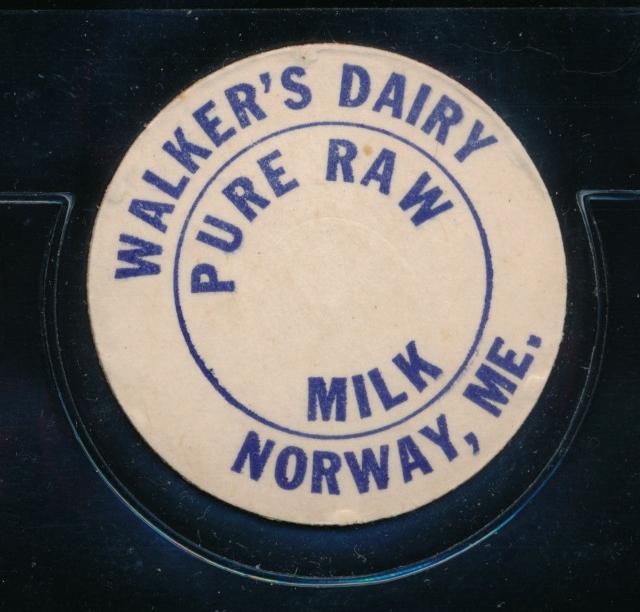 WALKER'S DAIRY
PURE RAW
MILK
NORWAY, ME.